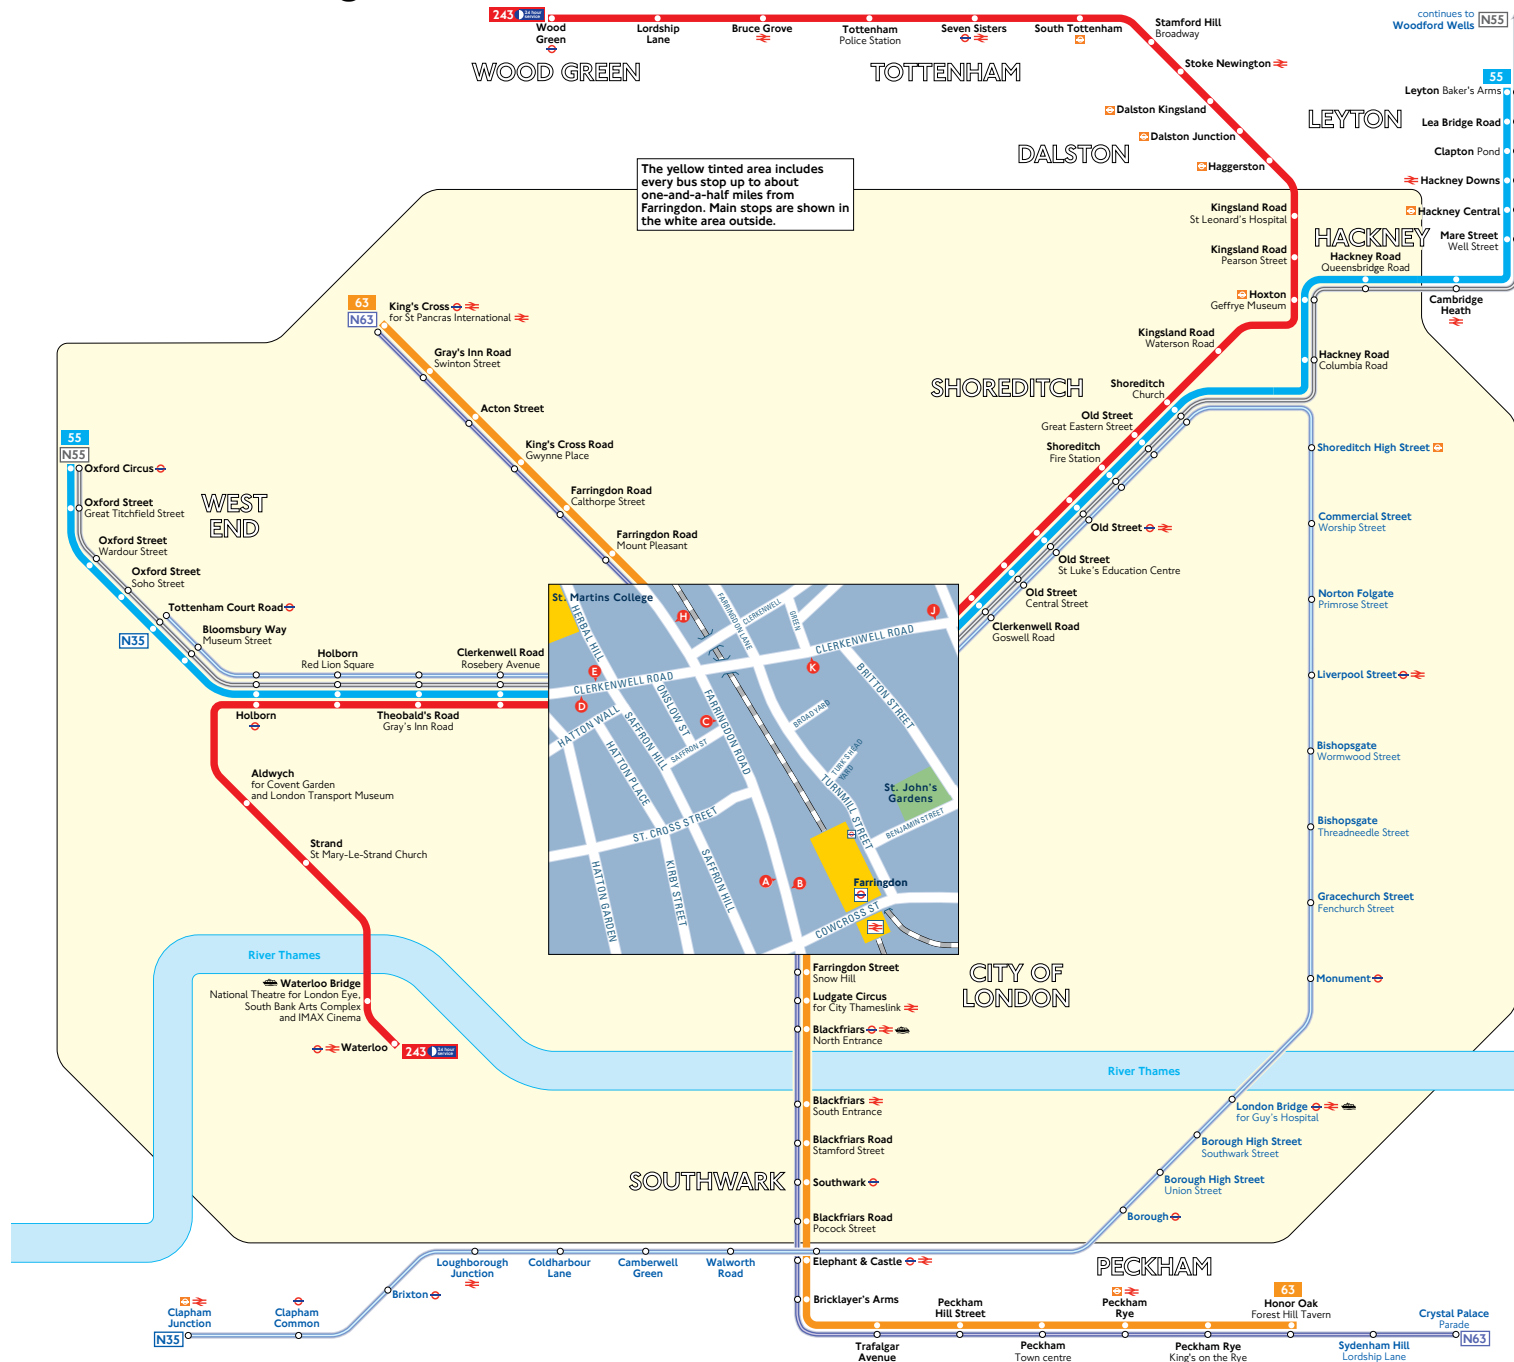 243 24 hour service
Wood
Green
Lordship
Lane
Bruce Grove
Tottenham
Police Station
Seven Sisters
South Tottenham
Stamford Hill
Broadway
Stoke Newington
Dalston Kingsland
Dalston Junction
Haggerston
WOOD GREEN
TOTTENHAM
DALSTON
continues to
Woodford Wells
N55
55
Leyton Baker's Arms
LEYTON
Lea Bridge Road
Clapton Pond
Hackney Downs
Hackney Central
Mare Street
Well Street
HACKNEY
Hackney Road
Queensbridge Road
Cambridge
Heath
The yellow tinted area includes
every bus stop up to about
one-and-a-half miles from
Farringdon. Main stops are shown in
the white area outside.
Kingsland Road
St Leonard's Hospital
Kingsland Road
Pearson Street
Hoxton
Geffrye Museum
Kingsland Road
Waterson Road
Hackney Road
Columbia Road
SHOREDITCH
Shoreditch
Church
Old Street
Great Eastern Street
Shoreditch
Fire Station
Old Street
Old Street
St Luke's Education Centre
Old Street
Central Street
Clerkenwell Road
Goswell Road
63
N63
King's Cross
for St Pancras International
Gray's Inn Road
Swinton Street
Acton Street
King's Cross Road
Gwynne Place
Farringdon Road
Calthorpe Street
Farringdon Road
Mount Pleasant
55
N55
Oxford Circus
Oxford Street
Great Titchfield Street
Oxford Street
Wardour Street
Oxford Street
Soho Street
Tottenham Court Road
N35
Bloomsbury Way
Museum Street
WEST
END
Holborn
Red Lion Square
Clerkenwell Road
Rosebery Avenue
Holborn
Theobald's Road
Gray's Inn Road
Aldwych
for Covent Garden
and London Transport Museum
Strand
St Mary-Le-Strand Church
River Thames
Waterloo Bridge
National Theatre for London Eye,
South Bank Arts Complex
and IMAX Cinema
Waterloo
243 24 hour service
St. Martins College
HERBAL HILL
FARRINGDON LANE
CLERKENWELL
GREEN
CLERKENWELL ROAD
CLERKENWELL ROAD
BRITTON STREET
HATTON WALL
ONSLOW ST
SAFFRON HILL
SAFFRON ST
FARRINGDON ROAD
BROAD YARD
TURK'S HEAD
YARD
HATTON PLACE
TURNMILL STREET
St. John's
Gardens
BENJAMIN STREET
ST. CROSS STREET
HATTON GARDEN
KIRBY STREET
SAFFRON HILL
Farringdon
COWCROSS ST
A
B
C
D
E
H
J
K
Shoreditch High Street
Commercial Street
Worship Street
Norton Folgate
Primrose Street
Liverpool Street
Bishopsgate
Wormwood Street
Bishopsgate
Threadneedle Street
Gracechurch Street
Fenchurch Street
Monument
CITY OF
LONDON
Farringdon Street
Snow Hill
Ludgate Circus
for City Thameslink
Blackfriars
North Entrance
River Thames
Blackfriars
South Entrance
Blackfriars Road
Stamford Street
SOUTHWARK
Southwark
Blackfriars Road
Pocock Street
London Bridge
for Guy's Hospital
Borough High Street
Southwark Street
Borough High Street
Union Street
Borough
Elephant & Castle
Bricklayer's Arms
Loughborough
Junction
Coldharbour
Lane
Camberwell
Green
Walworth
Road
Brixton
Clapham
Junction
Clapham
Common
N35
PECKHAM
Peckham
Hill Street
Peckham
Rye
63
Honor Oak
Forest Hill Tavern
Crystal Palace
Parade
N63
Trafalgar
Avenue
Peckham
Town centre
Peckham Rye
King's on the Rye
Sydenham Hill
Lordship Lane